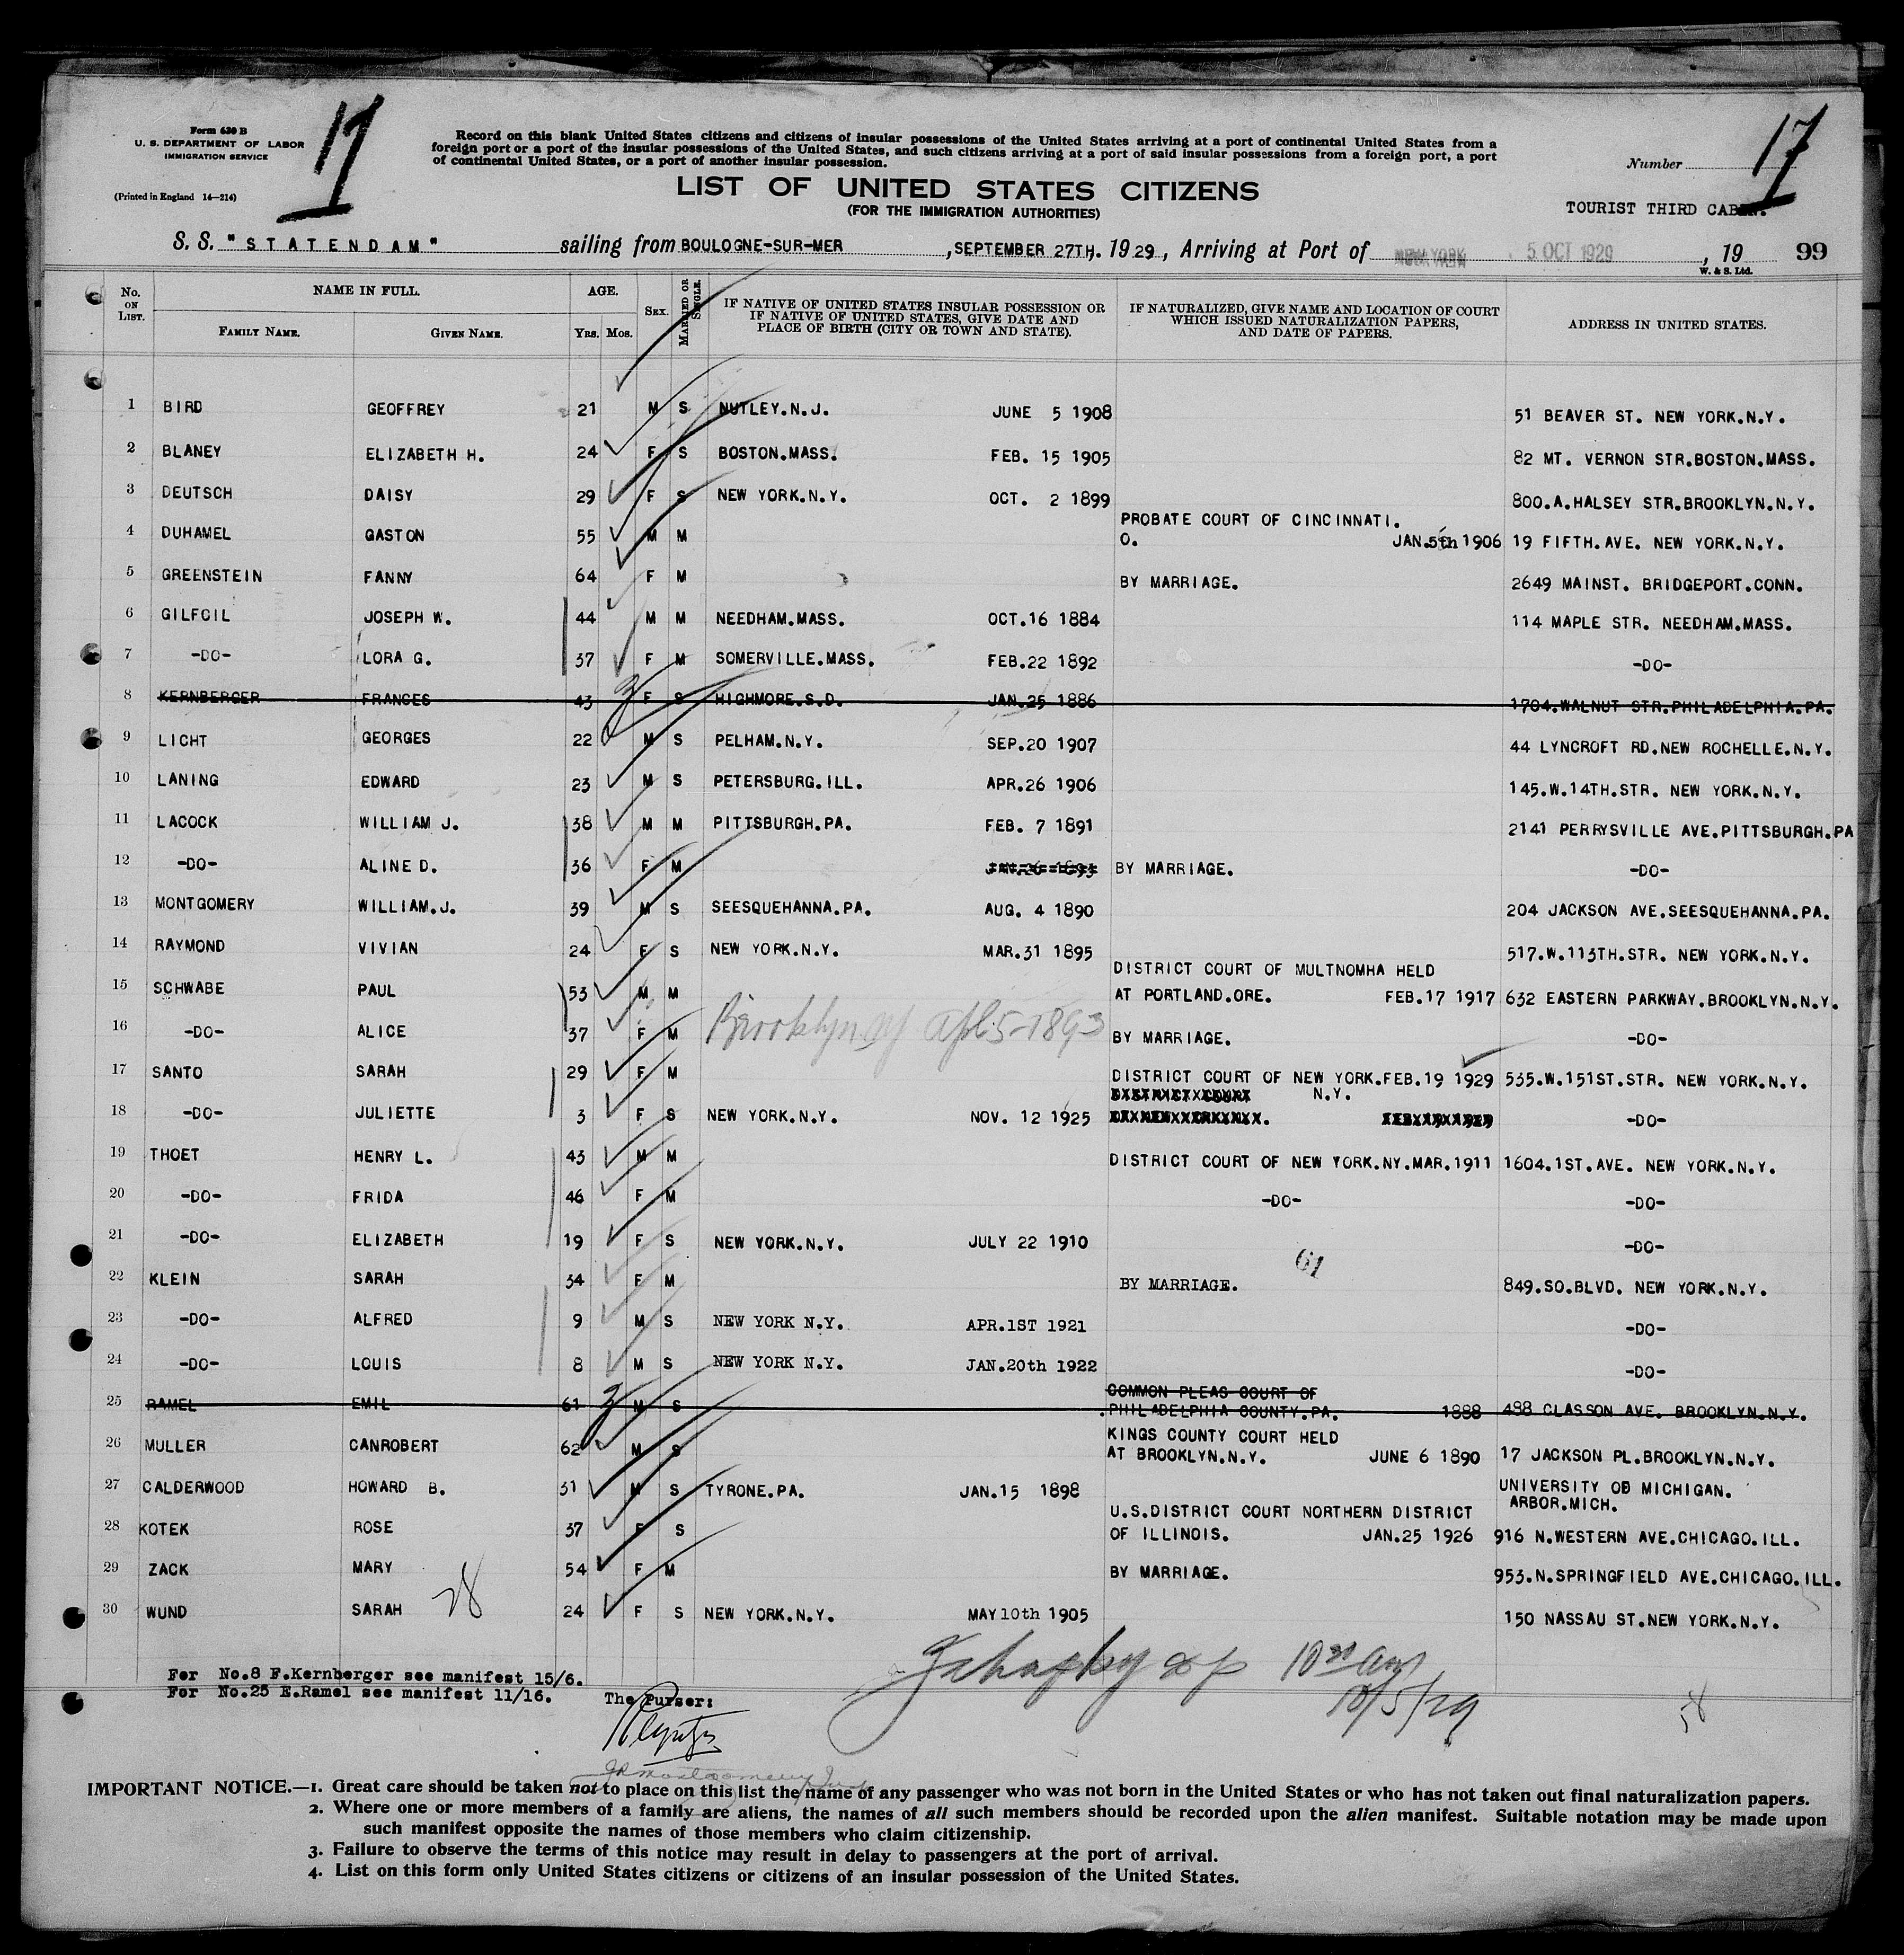 Form 630 B
U. S. DEPARTMENT OF LABOR
IMMIGRATION SERVICE
(Printed in England 14—214)
17
Record on this blank United States citizens and citizens of insular possessions of the United States arriving at a port of continental United States from a
foreign port or a port of the insular possessions of the United States, and such citizens arriving at a port of said insular possessions from a foreign port, a port
of continental United States, or a port of another insular possession.
Number 17
LIST OF UNITED STATES CITIZENS
(FOR THE IMMIGRATION AUTHORITIES)
TOURIST THIRD CABIN.
S. S. "STATENDAM" sailing from BOULOGNE-SUR-MER, SEPTEMBER 27TH. 1929, Arriving at Port of NEW YORK 5 OCT 1929, 19 99
W. & S. Ltd.
No. ON LIST. NAME IN FULL. FAMILY NAME. GIVEN NAME. AGE. YRS. MOS. SEX. MARRIED OR SINGLE. IF NATIVE OF UNITED STATES INSULAR POSSESSION OR IF NATIVE OF UNITED STATES, GIVE DATE AND PLACE OF BIRTH (CITY OR TOWN AND STATE). IF NATURALIZED, GIVE NAME AND LOCATION OF COURT WHICH ISSUED NATURALIZATION PAPERS, AND DATE OF PAPERS. ADDRESS IN UNITED STATES.
1 BIRD GEOFFREY 21 M S NUTLEY.N.J. JUNE 5 1908 51 BEAVER ST. NEW YORK.N.Y.
2 BLANEY ELIZABETH H. 24 F S BOSTON.MASS. FEB. 15 1905 82 MT. VERNON STR.BOSTON.MASS.
3 DEUTSCH DAISY 29 F S NEW YORK.N.Y. OCT. 2 1899 800.A.HALSEY STR.BROOKLYN.N.Y.
4 DUHAMEL GASTON 55 M M PROBATE COURT OF CINCINNATI. O. JAN.5th 1906 19 FIFTH.AVE. NEW YORK.N.Y.
5 GREENSTEIN FANNY 64 F M BY MARRIAGE. 2649 MAINST. BRIDGEPORT.CONN.
6 GILFOIL JOSEPH W. 44 M M NEEDHAM.MASS. OCT.16 1884 114 MAPLE STR. NEEDHAM.MASS.
7 -DO- LORA G. 37 F M SOMERVILLE.MASS. FEB.22 1892 -DO-
8 KERNBERGER FRANCES 43 F S HIGHMORE.S.D. JAN.25 1886 1704.WALNUT STR.PHILADELPHIA.PA.
9 LICHT GEORGES 22 M S PELHAM.N.Y. SEP.20 1907 44 LYNCROFT RD.NEW ROCHELLE.N.Y.
10 LANING EDWARD 23 M S PETERSBURG.ILL. APR.26 1906 145.W.14TH.STR. NEW YORK.N.Y.
11 LACOCK WILLIAM J. 38 M M PITTSBURGH.PA. FEB. 7 1891 2141 PERRYSVILLE AVE.PITTSBURGH.PA
12 -DO- ALINE D. 36 F M JAN.26 1893 BY MARRIAGE. -DO-
13 MONTGOMERY WILLIAM.J. 39 M S SEESQUEHANNA.PA. AUG. 4 1890 204 JACKSON AVE.SEESQUEHANNA.PA.
14 RAYMOND VIVIAN 24 F S NEW YORK.N.Y. MAR.31 1895 517.W.113TH.STR. NEW YORK.N.Y.
15 SCHWABE PAUL 53 M M DISTRICT COURT OF MULTNOMHA HELD AT PORTLAND.ORE. FEB.17 1917 632 EASTERN PARKWAY.BROOKLYN.N.Y.
16 -DO- ALICE 37 F M Brooklyn ny apl 5-1893 BY MARRIAGE. -DO-
17 SANTO SARAH 29 F M DISTRICT COURT OF NEW YORK.FEB.19 1929 N.Y. 535.W.151ST.STR. NEW YORK.N.Y.
18 -DO- JULIETTE 3 F S NEW YORK.N.Y. NOV. 12 1925 -DO-
19 THOET HENRY L. 43 M M DISTRICT COURT OF NEW YORK.NY.MAR.1911 1604.1ST.AVE. NEW YORK.N.Y.
20 -DO- FRIDA 46 F M -DO- -DO-
21 -DO- ELIZABETH 19 F S NEW YORK.N.Y. JULY 22 1910 -DO-
61
22 KLEIN SARAH 34 F M BY MARRIAGE. 849.SO.BLVD. NEW YORK.N.Y.
23 -DO- ALFRED 9 M S NEW YORK N.Y. APR.1ST 1921 -DO-
24 -DO- LOUIS 8 M S NEW YORK N.Y. JAN.20th 1922 -DO-
25 RAMEL EMIL 61 M S COMMON PLEAS COURT OF PHILADELPHIA COUNTY.PA. 1888 488 CLASSON AVE. BROOKLYN.N.Y.
26 MULLER CANROBERT 62 M S KINGS COUNTY COURT HELD AT BROOKLYN.N.Y. JUNE 6 1890 17 JACKSON PL.BROOKLYN.N.Y.
27 CALDERWOOD HOWARD B. 31 M S TYRONE.PA. JAN.15 1898 UNIVERSITY OF MICHIGAN. ARBOR.MICH.
28 KOTEK ROSE 37 F S U.S.DISTRICT COURT NORTHERN DISTRICT OF ILLINOIS. JAN.25 1926 916 N.WESTERN AVE.CHICAGO.ILL.
29 ZACK MARY 54 F M BY MARRIAGE. 953.N.SPRINGFIELD AVE.CHICAGO.ILL.
30 WUND SARAH 24 F S NEW YORK.N.Y. MAY10th 1905 150 NASSAU ST.NEW YORK.N.Y.
28
For No.8 F.Kernberger see manifest 15/6.
For No.25 E.Ramel see manifest 11/16.
The Purser:
10/5/29
IMPORTANT NOTICE.—1. Great care should be taken not to place on this list the name of any passenger who was not born in the United States or who has not taken out final naturalization papers.
2. Where one or more members of a family are aliens, the names of all such members should be recorded upon the alien manifest. Suitable notation may be made upon
such manifest opposite the names of those members who claim citizenship.
3. Failure to observe the terms of this notice may result in delay to passengers at the port of arrival.
4. List on this form only United States citizens or citizens of an insular possession of the United States.